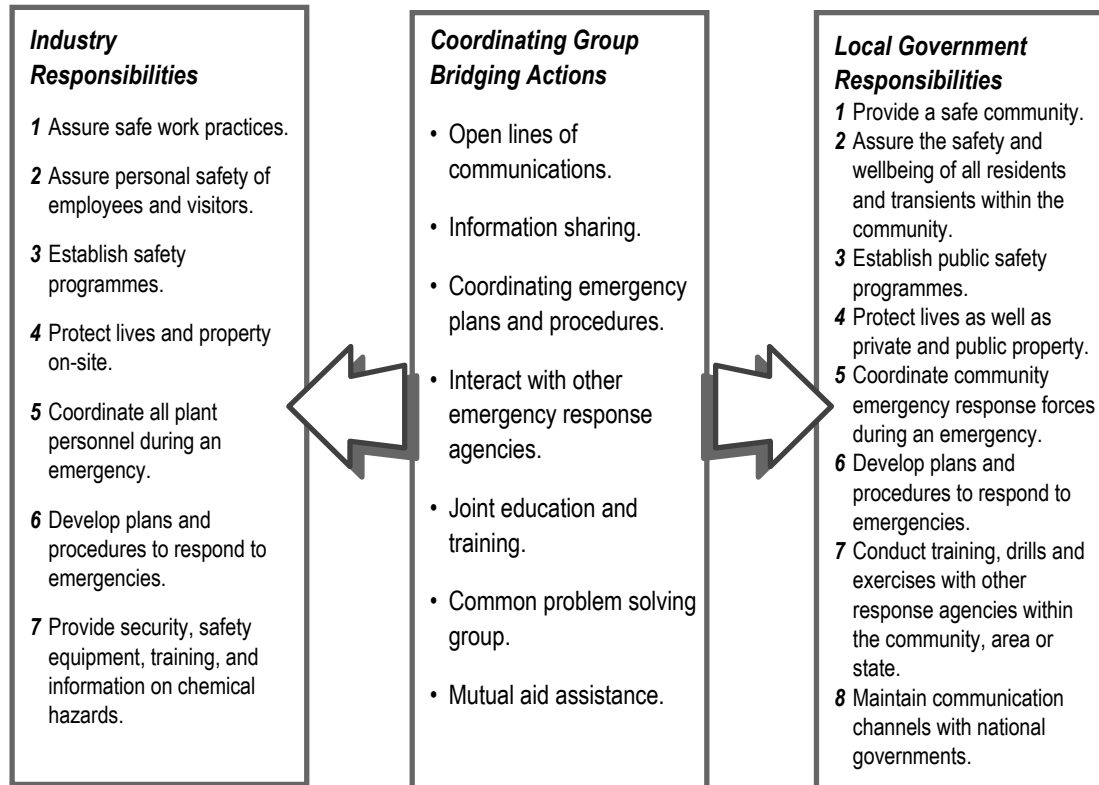 Industry
Responsibilities
1 Assure safe work practices.
2 Assure personal safety of
employees and visitors.
3 Establish safety
programmes.
4 Protect lives and property
on-site.
5 Coordinate all plant
personnel during an
emergency.
6 Develop plans and
procedures to respond to
emergencies.
7 Provide security, safety
equipment, training, and
information on chemical
hazards.
Coordinating Group
Bridging Actions
• Open lines of
communications.
• Information sharing.
• Coordinating emergency
plans and procedures.
• Interact with other
emergency response
agencies.
• Joint education and
training.
• Common problem solving
group.
• Mutual aid assistance.
Local Government
Responsibilities
1 Provide a safe community.
2 Assure the safety and
wellbeing of all residents
and transients within the
community.
3 Establish public safety
programmes.
4 Protect lives as well as
private and public property.
5 Coordinate community
emergency response forces
during an emergency.
6 Develop plans and
procedures to respond to
emergencies.
7 Conduct training, drills and
exercises with other
response agencies within
the community, area or
state.
8 Maintain communication
channels with national
governments.